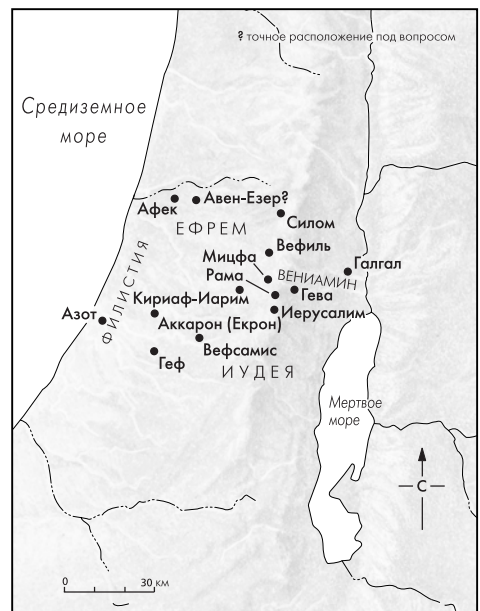 ? точное расположение под вопросом
Средиземное
море
Афек
Авен-Езер?
Силом
ЕФРЕМ
Вефиль
Мицфа
Галгал
ВЕНИАМИН
Рама
Гева
ФИЛИСТИЯ
Кириаф-Иарим
Иерусалим
Азот
Аккарон (Екрон)
Вефсамис
Геф
ИУДЕЯ
Мертвое
море
С
0 30 км